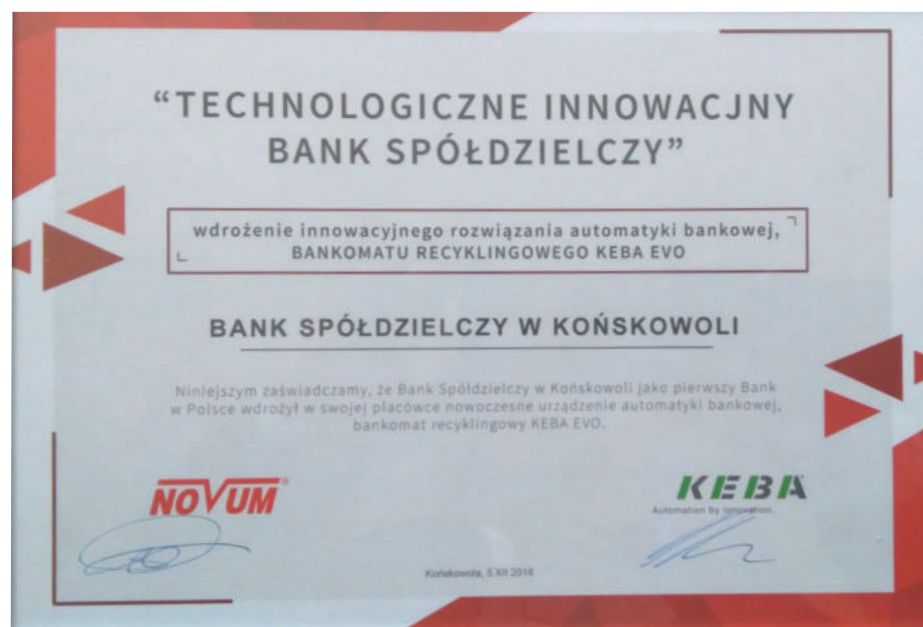 “TECHNOLOGICZNE INNOWACJNY
BANK SPÓŁDZIELCZY”
wdrożenie innowacyjnego rozwiązania automatyki bankowej,
BANKOMATU RECYKLINGOWEGO KEBA EVO
BANK SPÓŁDZIELCZY W KOŃSKOWOLI
Niniejszym zaświadczamy, że Bank Spółdzielczy w Końskowoli jako pierwszy Bank
w Polsce wdrożył w swojej placówce nowoczesne urządzenie automatyki bankowej,
bankomat recyklingowy KEBA EVO.
NOVUM®
KEBA
Automation by innovation.
Końskowola, 5 XII 2018